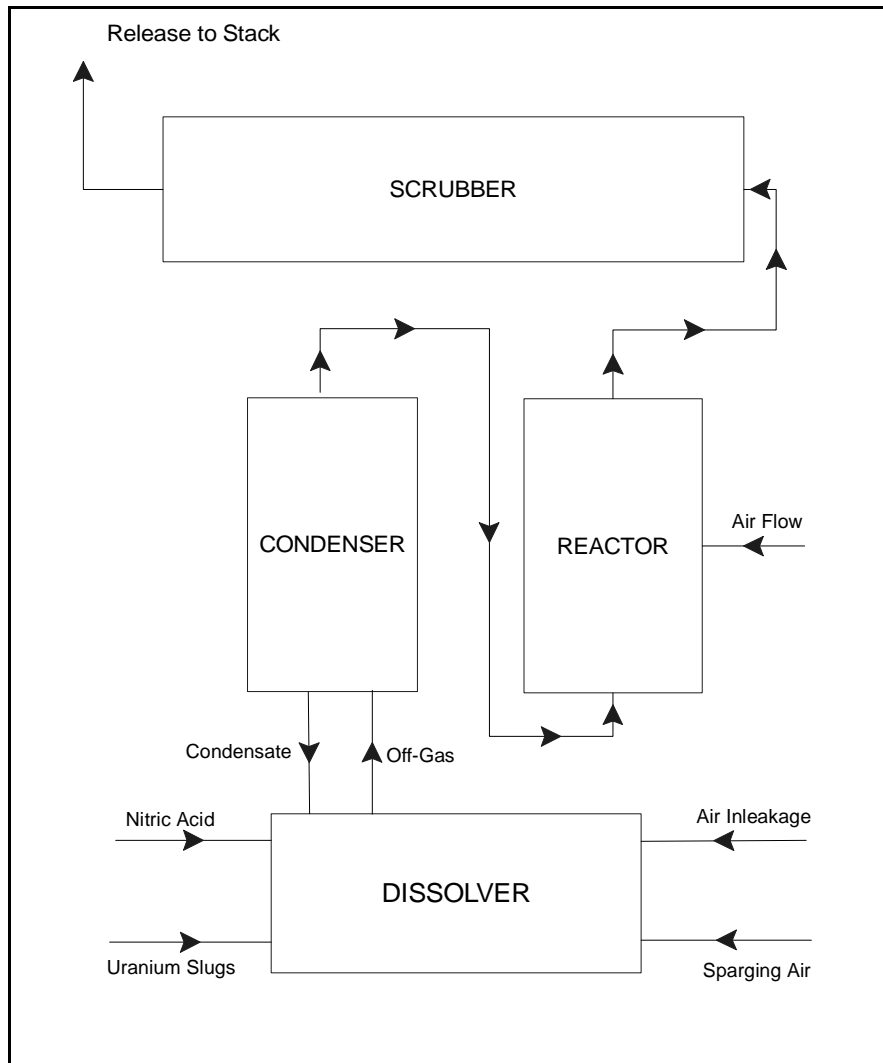 Release to Stack
SCRUBBER
CONDENSER
REACTOR
Air Flow
Condensate
Off-Gas
Nitric Acid
Air Inleakage
DISSOLVER
Uranium Slugs
Sparging Air